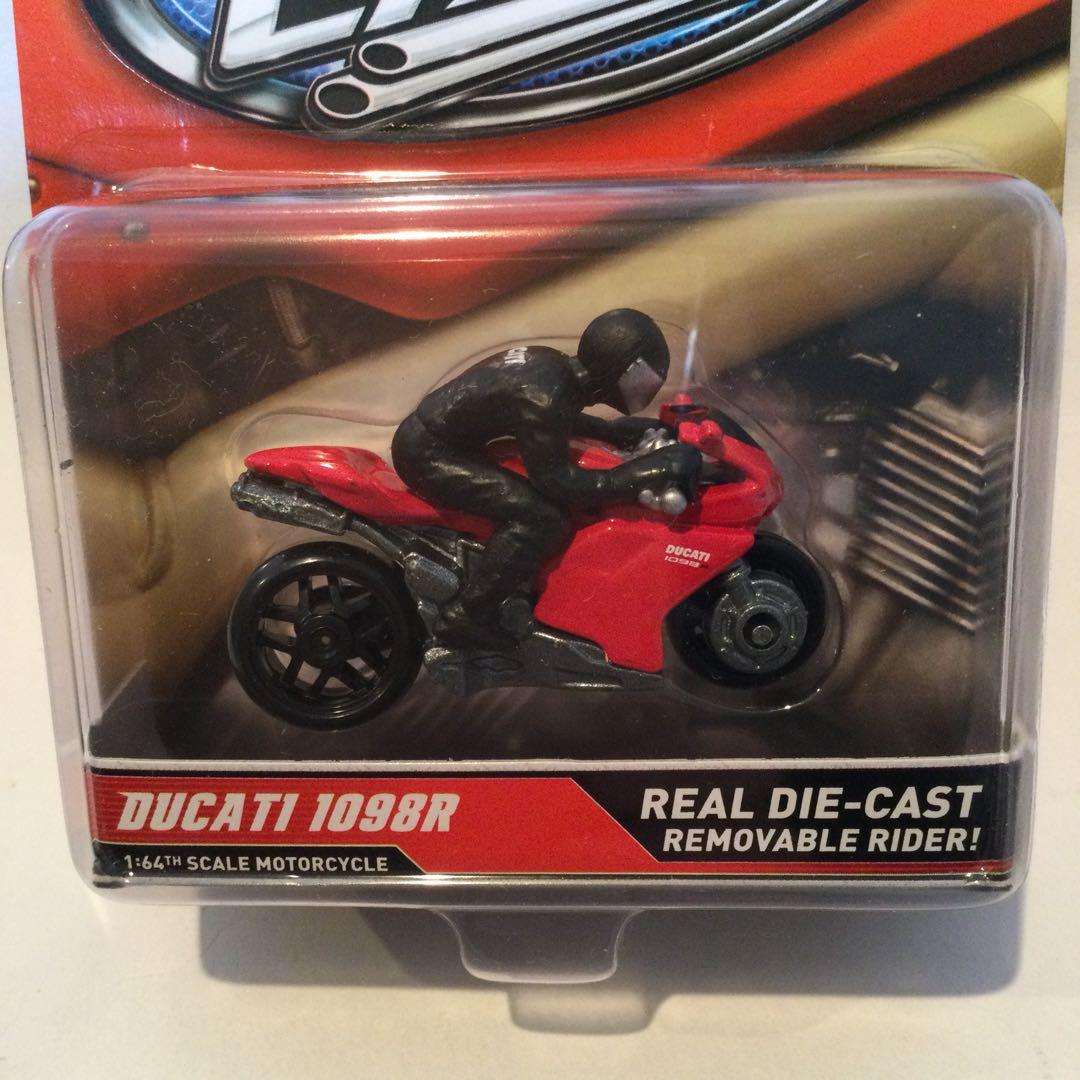 DUCATI
1098R
DUCATI 1098R
1:64TH SCALE MOTORCYCLE
REAL DIE-CAST
REMOVABLE RIDER!